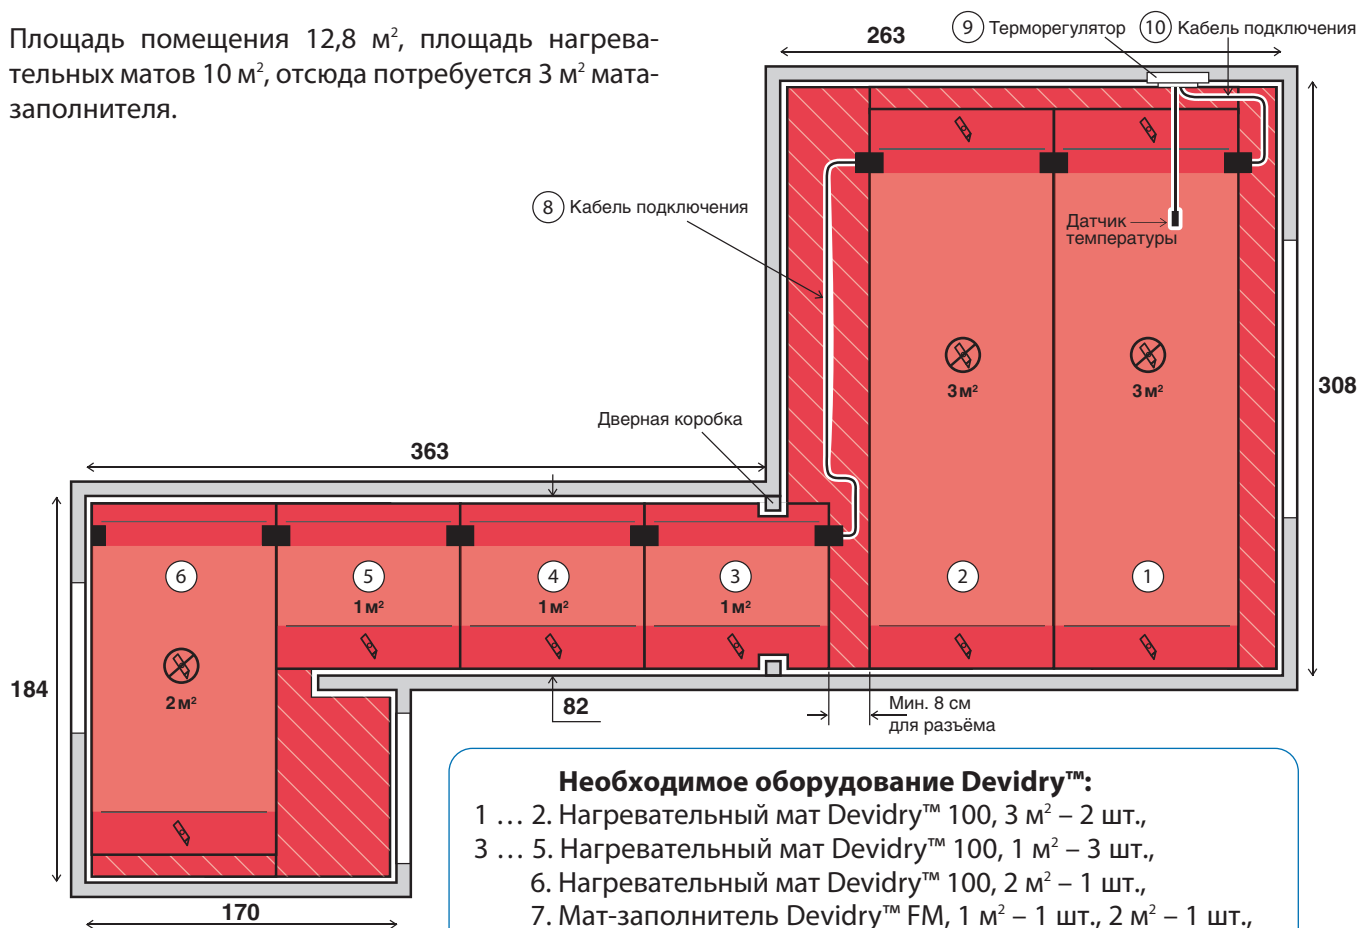 Площадь помещения 12,8 м², площадь нагрева-
тельных матов 10 м², отсюда потребуется 3 м² мата-
заполнителя.
263
9 Терморегулятор
10 Кабель подключения
8 Кабель подключения
Датчик
температуры
3 м²
3 м²
308
Дверная коробка
363
6
5
4
3
2
1
1 м²
1 м²
1 м²
2 м²
184
82
Мин. 8 см
для разъёма
170
Необходимое оборудование Devidry™:
1 … 2. Нагревательный мат Devidry™ 100, 3 м² – 2 шт.,
3 … 5. Нагревательный мат Devidry™ 100, 1 м² – 3 шт.,
6. Нагревательный мат Devidry™ 100, 2 м² – 1 шт.,
7. Мат-заполнитель Devidry™ FM, 1 м² – 1 шт., 2 м² – 1 шт.,